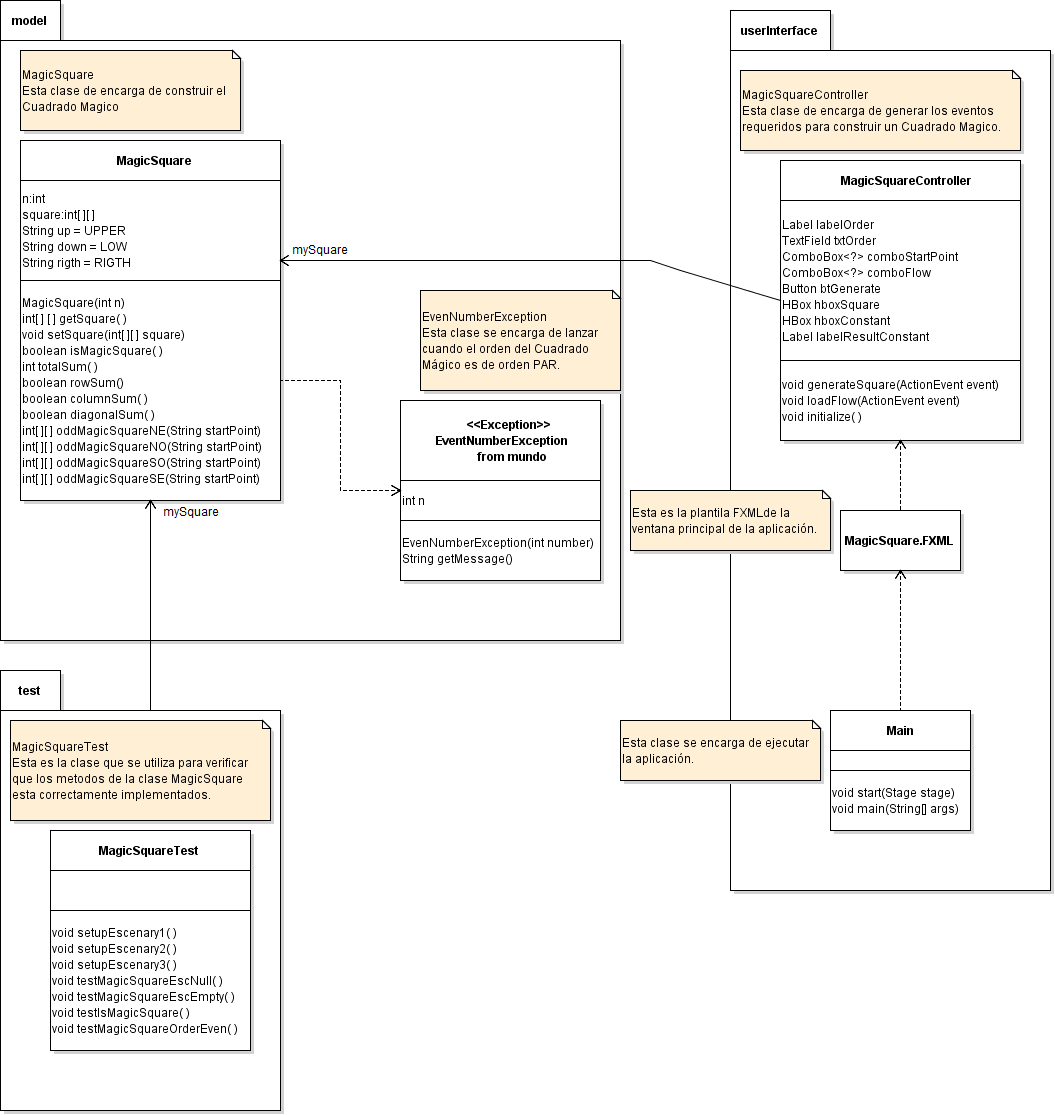 model
MagicSquare
Esta clase de encarga de construir el
Cuadrado Magico
MagicSquare
n:int
square:int[ ][ ]
String up = UPPER
String down = LOW
String rigth = RIGTH
MagicSquare(int n)
int[ ] [ ] getSquare( )
void setSquare(int[ ][ ] square)
boolean isMagicSquare( )
int totalSum( )
boolean rowSum()
boolean columnSum( )
boolean diagonalSum( )
int[ ][ ] oddMagicSquareNE(String startPoint)
int[ ][ ] oddMagicSquareNO(String startPoint)
int[ ][ ] oddMagicSquareSO(String startPoint)
int[ ][ ] oddMagicSquareSE(String startPoint)
mySquare
EvenNumberException
Esta clase se encarga de lanzar
cuando el orden del Cuadrado
Mágico es de orden PAR.
<<Exception>>
EventNumberException
from mundo
int n
EvenNumberException(int number)
String getMessage()
mySquare
userInterface
MagicSquareController
Esta clase de encarga de generar los eventos
requeridos para construir un Cuadrado Magico.
MagicSquareController
Label labelOrder
TextField txtOrder
ComboBox<?> comboStartPoint
ComboBox<?> comboFlow
Button btGenerate
HBox hboxSquare
HBox hboxConstant
Label labelResultConstant
void generateSquare(ActionEvent event)
void loadFlow(ActionEvent event)
void initialize( )
Esta es la plantila FXMLde la
ventana principal de la aplicación.
MagicSquare.FXML
Esta clase se encarga de ejecutar
la aplicación.
Main
void start(Stage stage)
void main(String[] args)
test
MagicSquareTest
Esta es la clase que se utiliza para verificar
que los metodos de la clase MagicSquare
esta correctamente implementados.
MagicSquareTest
void setupEscenary1( )
void setupEscenary2( )
void setupEscenary3( )
void testMagicSquareEscNull( )
void testMagicSquareEscEmpty( )
void testIsMagicSquare( )
void testMagicSquareOrderEven( )